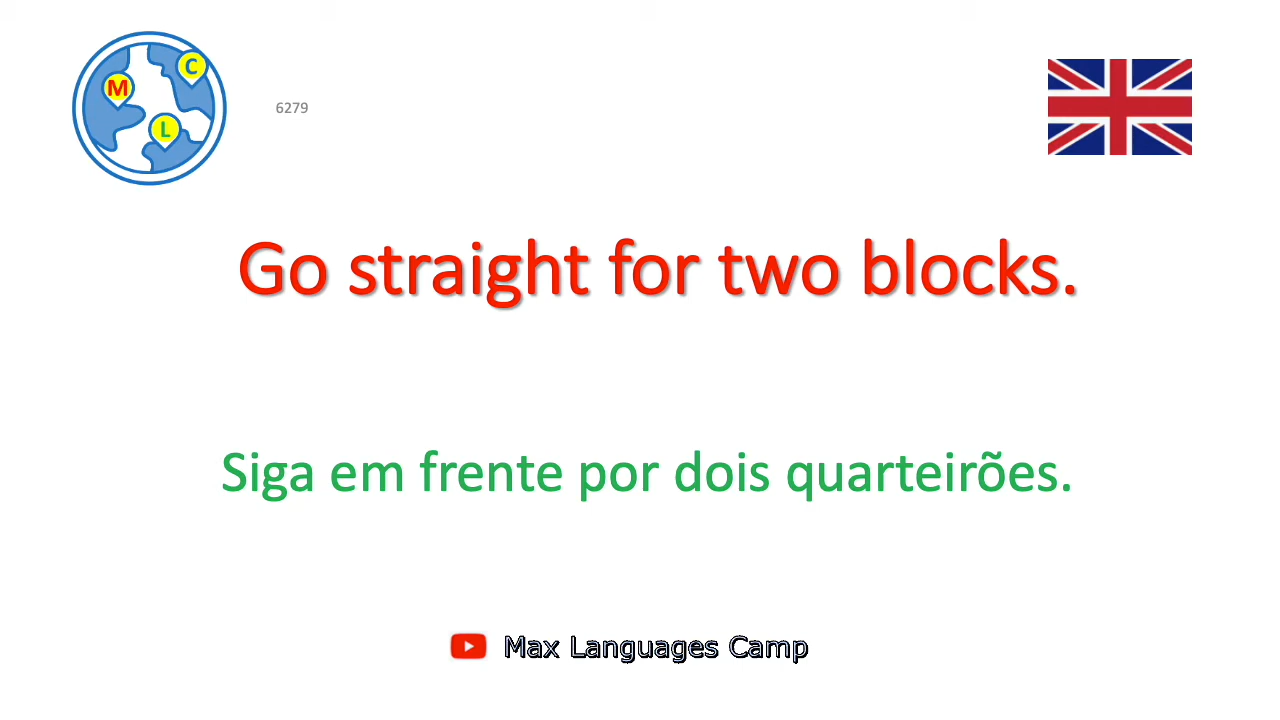 M
C
L
6279
Go straight for two blocks.
Siga em frente por dois quarteirões.
Max Languages Camp